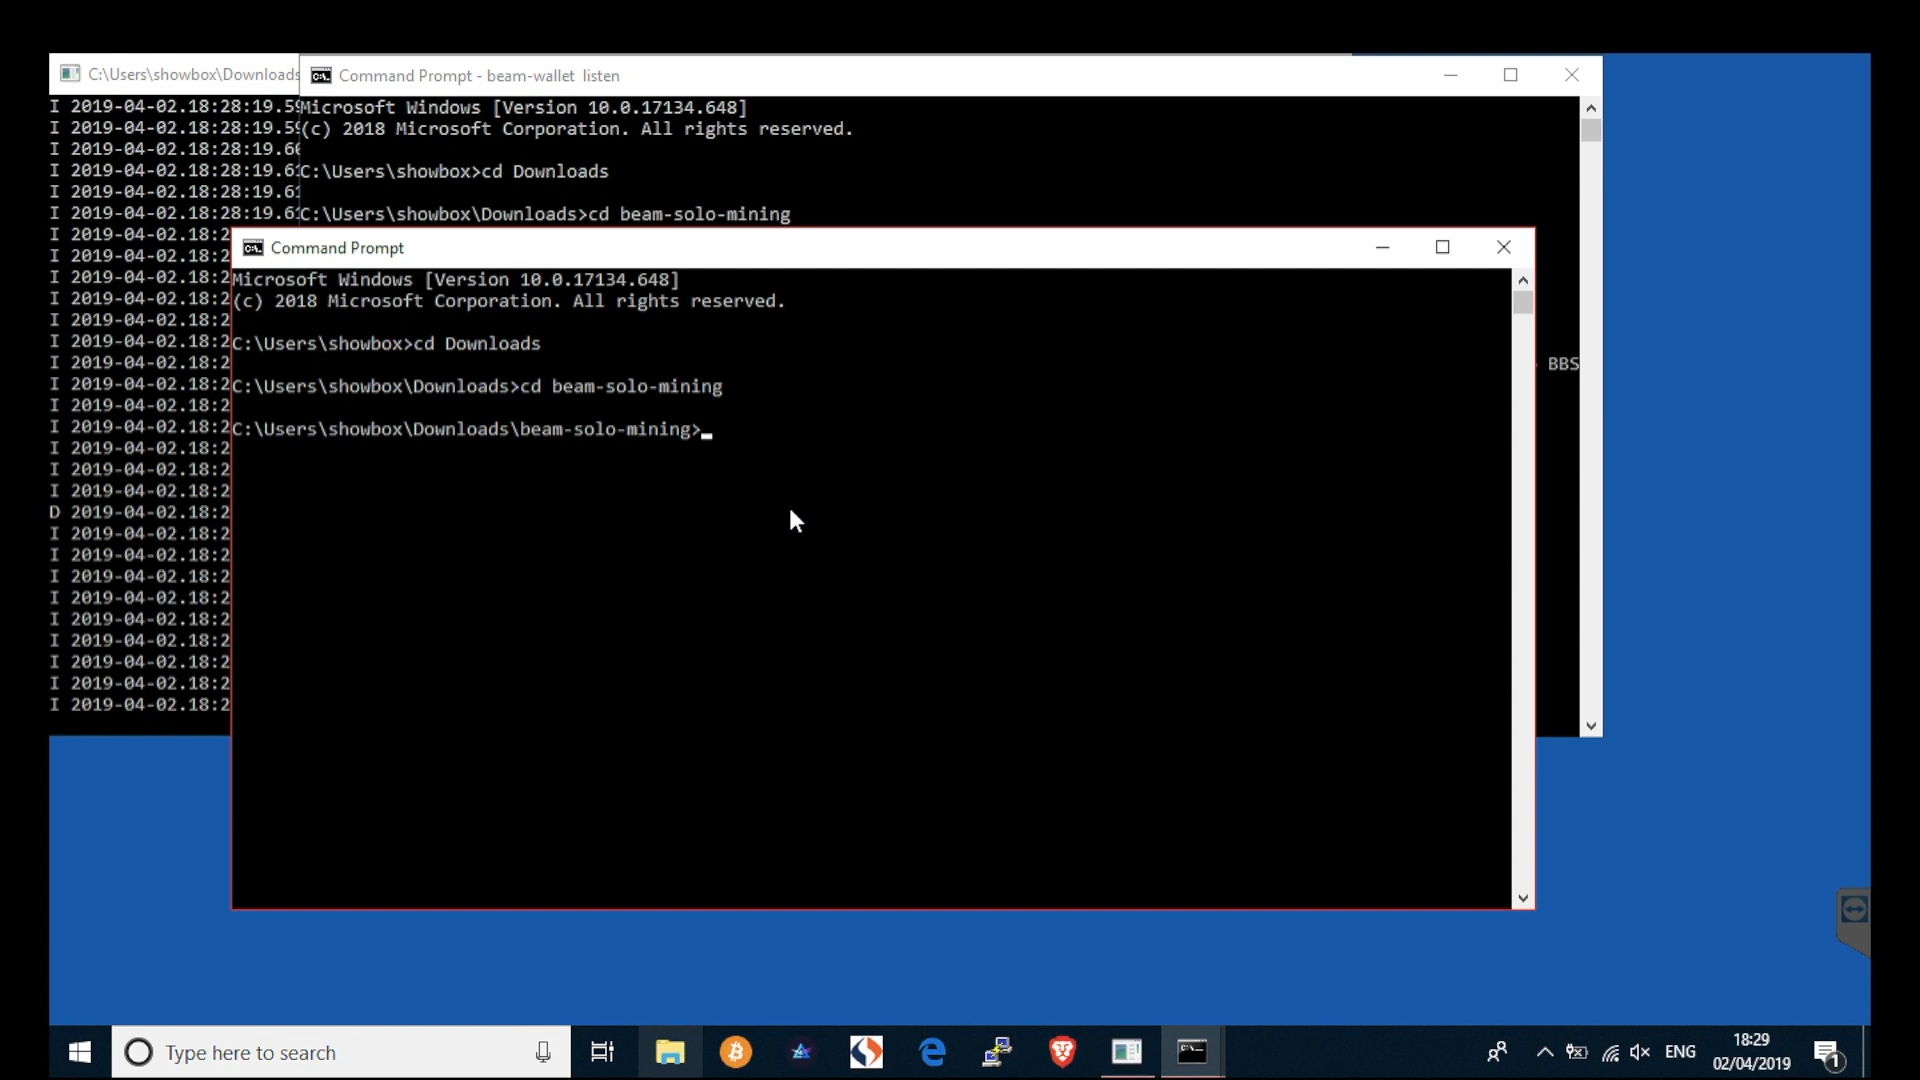 C:\Users\showbox\Downloads
I 2019-04-02.18:28:19.59
I 2019-04-02.18:28:19.59
I 2019-04-02.18:28:19.66
I 2019-04-02.18:28:19.61
I 2019-04-02.18:28:19.61
I 2019-04-02.18:28:19.61
I 2019-04-02.18:2
I 2019-04-02.18:2
I 2019-04-02.18:2
I 2019-04-02.18:2
I 2019-04-02.18:2
I 2019-04-02.18:2
I 2019-04-02.18:2
I 2019-04-02.18:2
I 2019-04-02.18:2
I 2019-04-02.18:2
I 2019-04-02.18:2
I 2019-04-02.18:2
I 2019-04-02.18:2
D 2019-04-02.18:2
I 2019-04-02.18:2
I 2019-04-02.18:2
I 2019-04-02.18:2
I 2019-04-02.18:2
I 2019-04-02.18:2
I 2019-04-02.18:2
I 2019-04-02.18:2
I 2019-04-02.18:2
I 2019-04-02.18:2
Command Prompt - beam-wallet listen
Microsoft Windows [Version 10.0.17134.648]
(c) 2018 Microsoft Corporation. All rights reserved.
C:\Users\showbox>cd Downloads
C:\Users\showbox\Downloads>cd beam-solo-mining
BBS
Command Prompt
Microsoft Windows [Version 10.0.17134.648]
(c) 2018 Microsoft Corporation. All rights reserved.
C:\Users\showbox>cd Downloads
C:\Users\showbox\Downloads>cd beam-solo-mining
C:\Users\showbox\Downloads\beam-solo-mining>_
Type here to search
ENG
18:29
02/04/2019
1